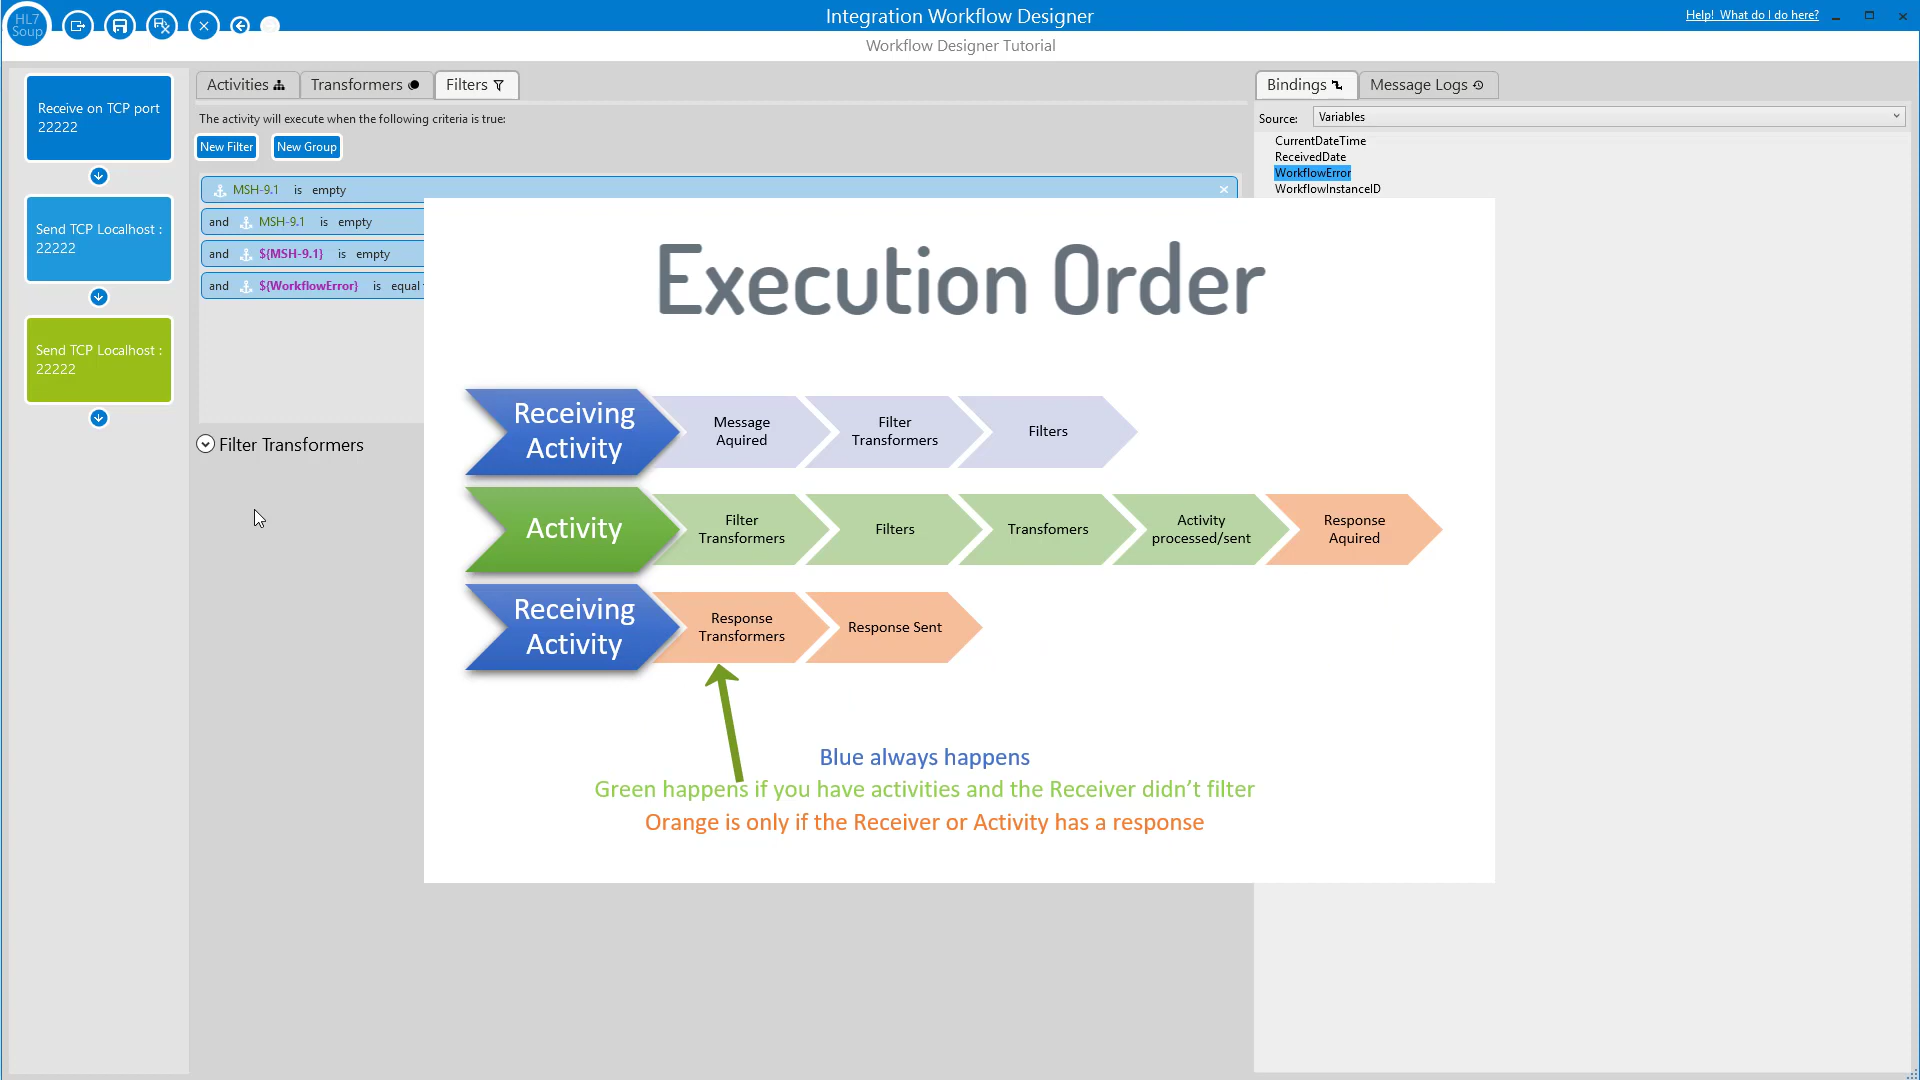 HL7
Soup
Integration Workflow Designer
Help! What do I do here?
Workflow Designer Tutorial
Receive on TCP port
22222
Send TCP Localhost :
22222
Send TCP Localhost :
22222
Activities
Transformers
Filters
The activity will execute when the following criteria is true:
New Filter
New Group
MSH-9.1 is empty
and MSH-9.1 is empty
and ${MSH-9.1} is empty
and ${WorkflowError} is equal
Filter Transformers
Bindings
Message Logs
Source: Variables
CurrentDateTime
ReceivedDate
WorkflowError
WorkflowInstanceID
Execution Order
Receiving
Activity
Message
Aquired
Filter
Transformers
Filters
Activity
Filter
Transformers
Filters
Transfomers
Activity
processed/sent
Response
Aquired
Receiving
Activity
Response
Transformers
Response Sent
Blue always happens
Green happens if you have activities and the Receiver didn't filter
Orange is only if the Receiver or Activity has a response